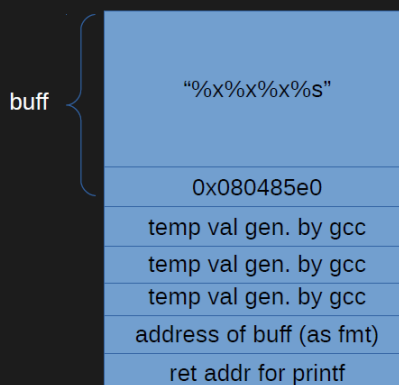 “%x%x%x%s”
buff
0x080485e0
temp val gen. by gcc
temp val gen. by gcc
temp val gen. by gcc
address of buff (as fmt)
ret addr for printf